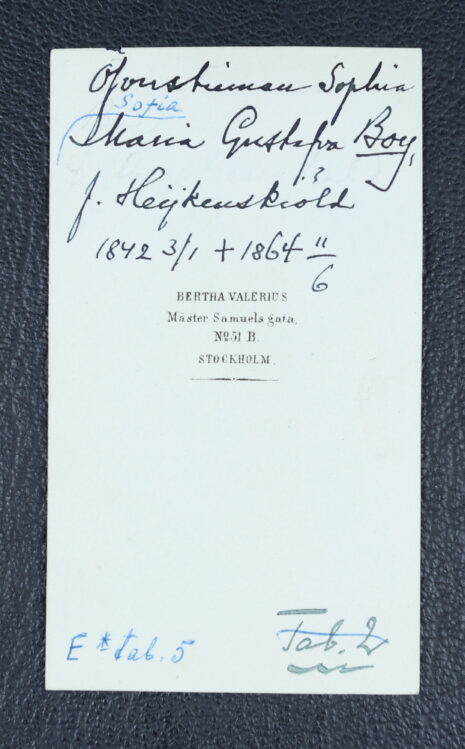 Öfverstinnan Sophia
Sofia
Maria Gustafva Boy,
f. Heijkenskiöld
1842 3/1 + 1864 11/6
BERTHA VALERIUS
Mäster Samuels gata,
No 51 B.
STOCKHOLM.
E * tab. 5
Tab. 2